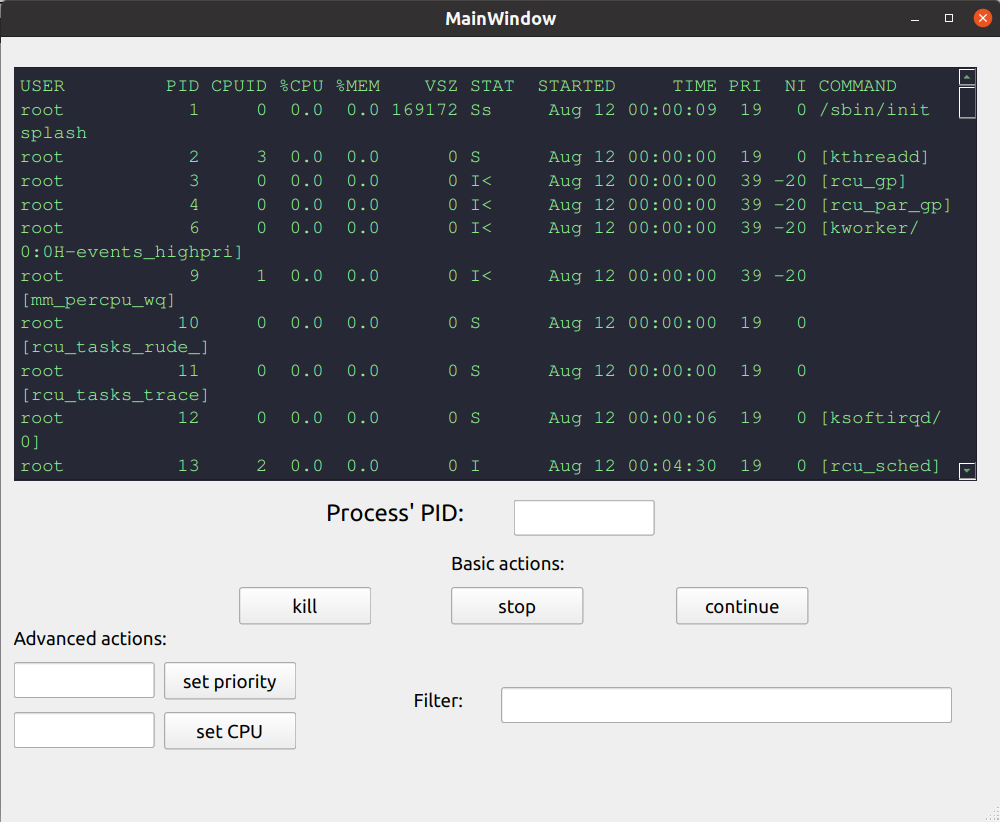 MainWindow
USER PID CPUID %CPU %MEM VSZ STAT STARTED TIME PRI NI COMMAND
root 1 0 0.0 0.0 169172 Ss Aug 12 00:00:09 19 0 /sbin/init
splash
root 2 3 0.0 0.0 0 S Aug 12 00:00:00 19 0 [kthreadd]
root 3 0 0.0 0.0 0 I< Aug 12 00:00:00 39 -20 [rcu_gp]
root 4 0 0.0 0.0 0 I< Aug 12 00:00:00 39 -20 [rcu_par_gp]
root 6 0 0.0 0.0 0 I< Aug 12 00:00:00 39 -20 [kworker/
0:0H-events_highpri]
root 9 1 0.0 0.0 0 I< Aug 12 00:00:00 39 -20
[mm_percpu_wq]
root 10 0 0.0 0.0 0 S Aug 12 00:00:00 19 0
[rcu_tasks_rude_]
root 11 0 0.0 0.0 0 S Aug 12 00:00:00 19 0
[rcu_tasks_trace]
root 12 0 0.0 0.0 0 S Aug 12 00:00:06 19 0 [ksoftirqd/
0]
root 13 2 0.0 0.0 0 I Aug 12 00:04:30 19 0 [rcu_sched]
Process' PID:
Basic actions:
kill stop continue
Advanced actions:
set priority
Filter:
set CPU